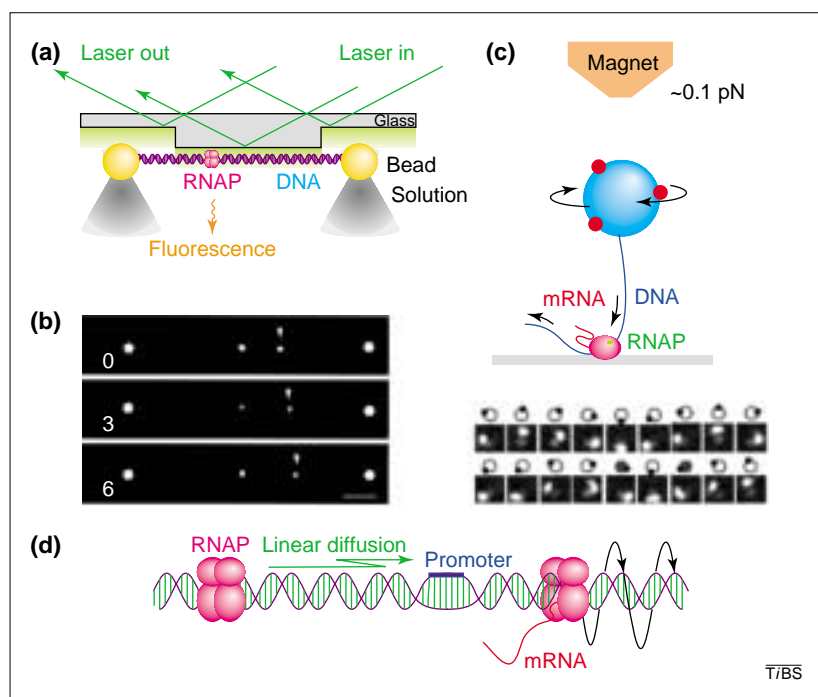 (a)
Laser out
Laser in
Glass
RNAP
DNA
Bead
Solution
Fluorescence
(b)
0
3
6
(c)
Magnet
~0.1 pN
mRNA
DNA
RNAP
(d)
RNAP
Linear diffusion
Promoter
mRNA
TiBS